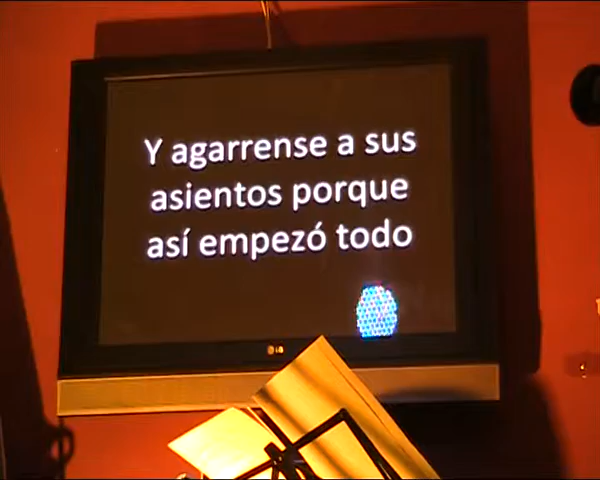 Y agarrense a sus
asientos porque
así empezó todo
LG